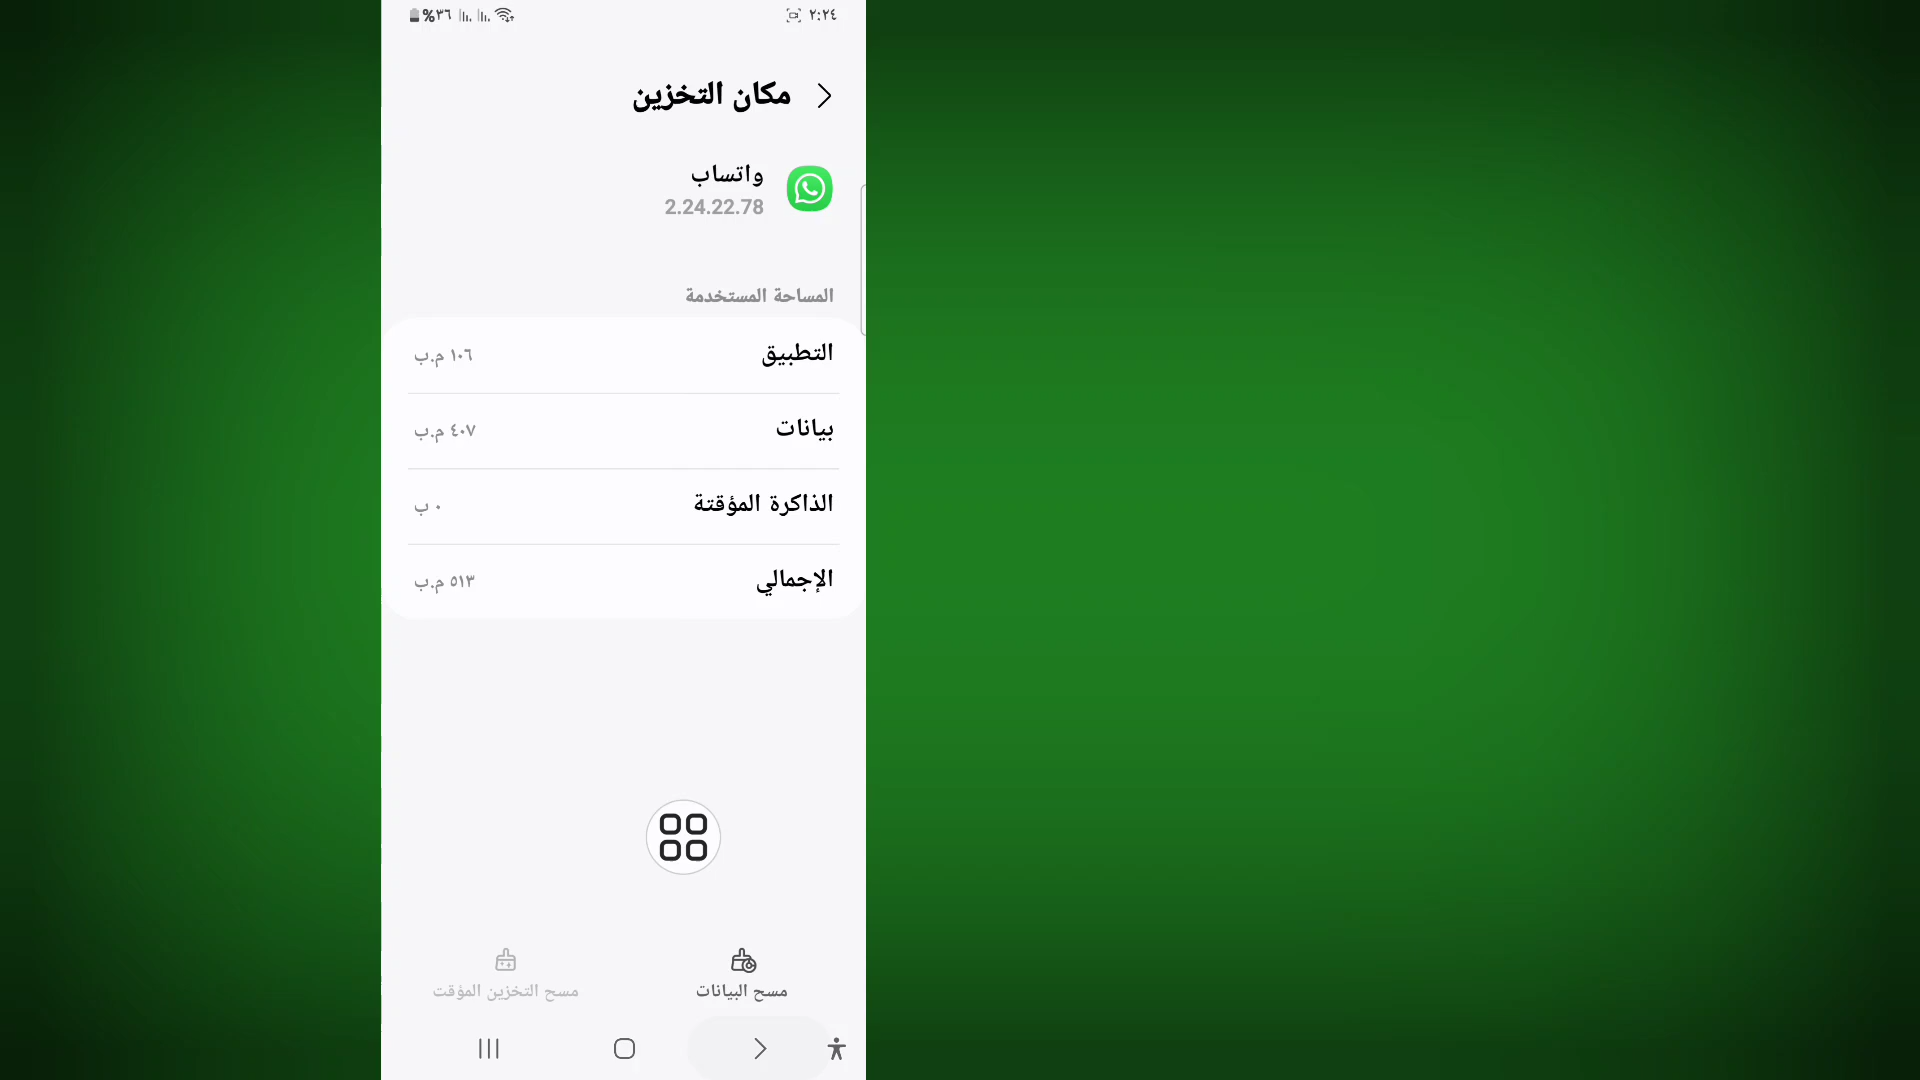 ٢:٢٤
%٣٦
مكان التخزين
واتساب
2.24.22.78
المساحة المستخدمة
التطبيق
١٠٦ م.ب
بيانات
٤٠٧ م.ب
الذاكرة المؤقتة
٠ ب
الإجمالي
٥١٣ م.ب
مسح البيانات
مسح التخزين المؤقت